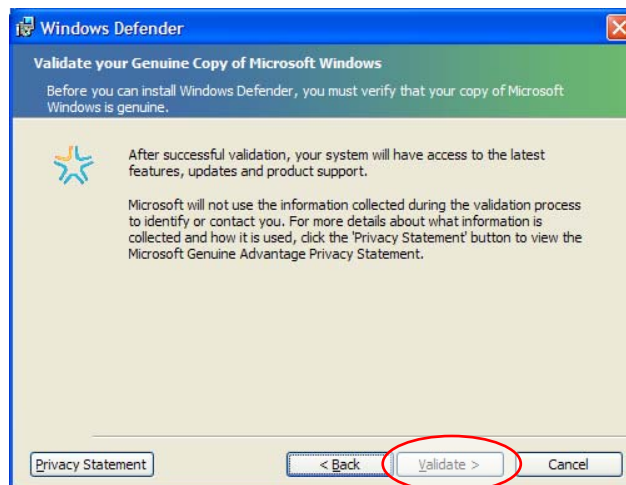 Windows Defender
Validate your Genuine Copy of Microsoft Windows
Before you can install Windows Defender, you must verify that your copy of Microsoft
Windows is genuine.
After successful validation, your system will have access to the latest
features, updates and product support.
Microsoft will not use the information collected during the validation process
to identify or contact you. For more details about what information is
collected and how it is used, click the 'Privacy Statement' button to view the
Microsoft Genuine Advantage Privacy Statement.
Privacy Statement < Back Validate > Cancel